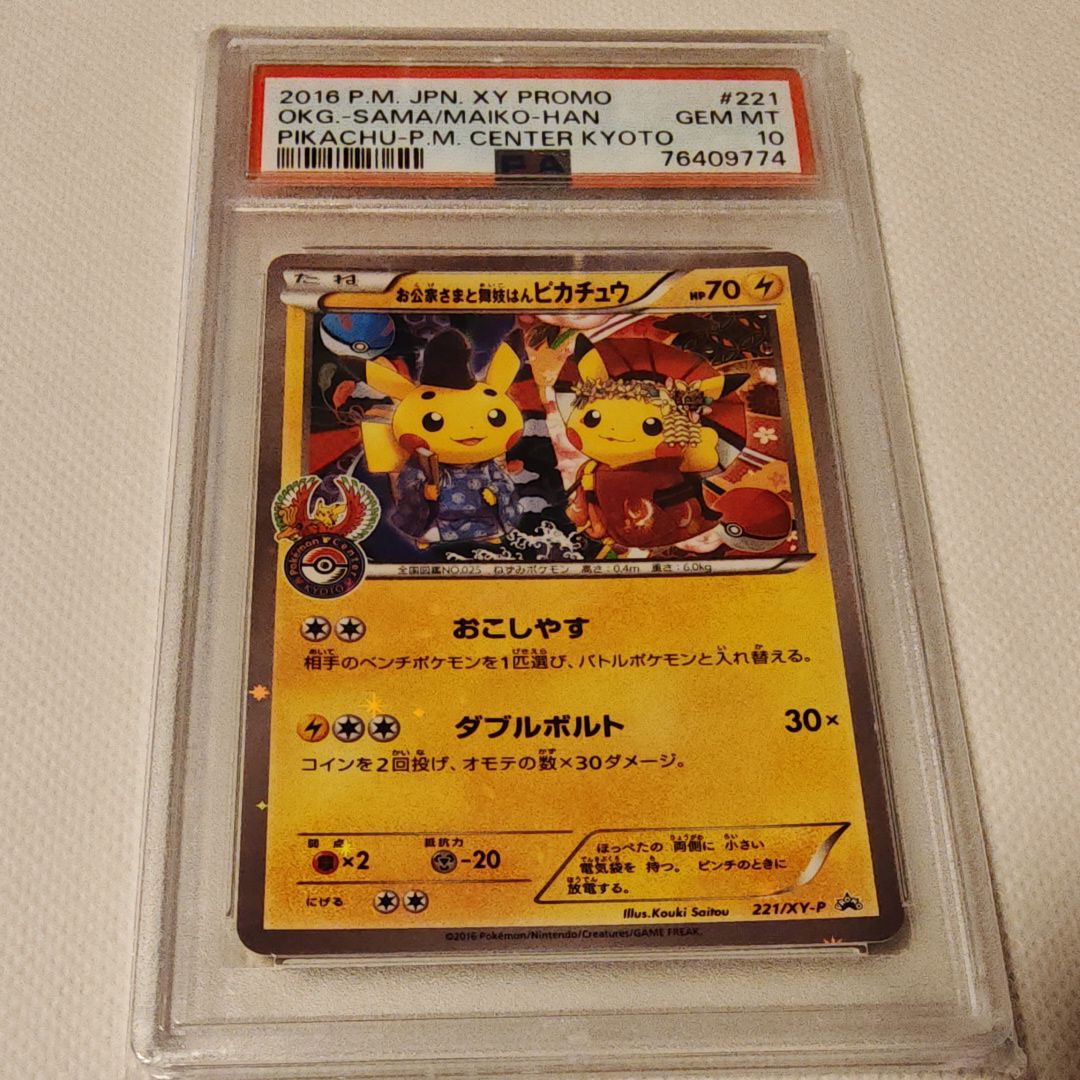 2016 P.M. JPN. XY PROMO #221
OKG.-SAMA/MAIKO-HAN GEM MT
PIKACHU-P.M. CENTER KYOTO 10
76409774
たね お公家さまと舞妓はんピカチュウ HP70
Pokémon Center
KYOTO
全国図鑑NO.025 ねずみポケモン 高さ:0.4m 重さ:6.0kg
おこしやす
相手のベンチポケモンを1匹選び、バトルポケモンと入れ替える。
ダブルボルト 30×
コインを2回投げ、オモテの数×30ダメージ。
弱点 抵抗力
×2 -20
にげる
ほっぺたの 両側に 小さい
電気袋を 持つ。 ピンチのときに
放電する。
Illus.Kouki Saitou 221/XY-P
©2016 Pokémon/Nintendo/Creatures/GAME FREAK.